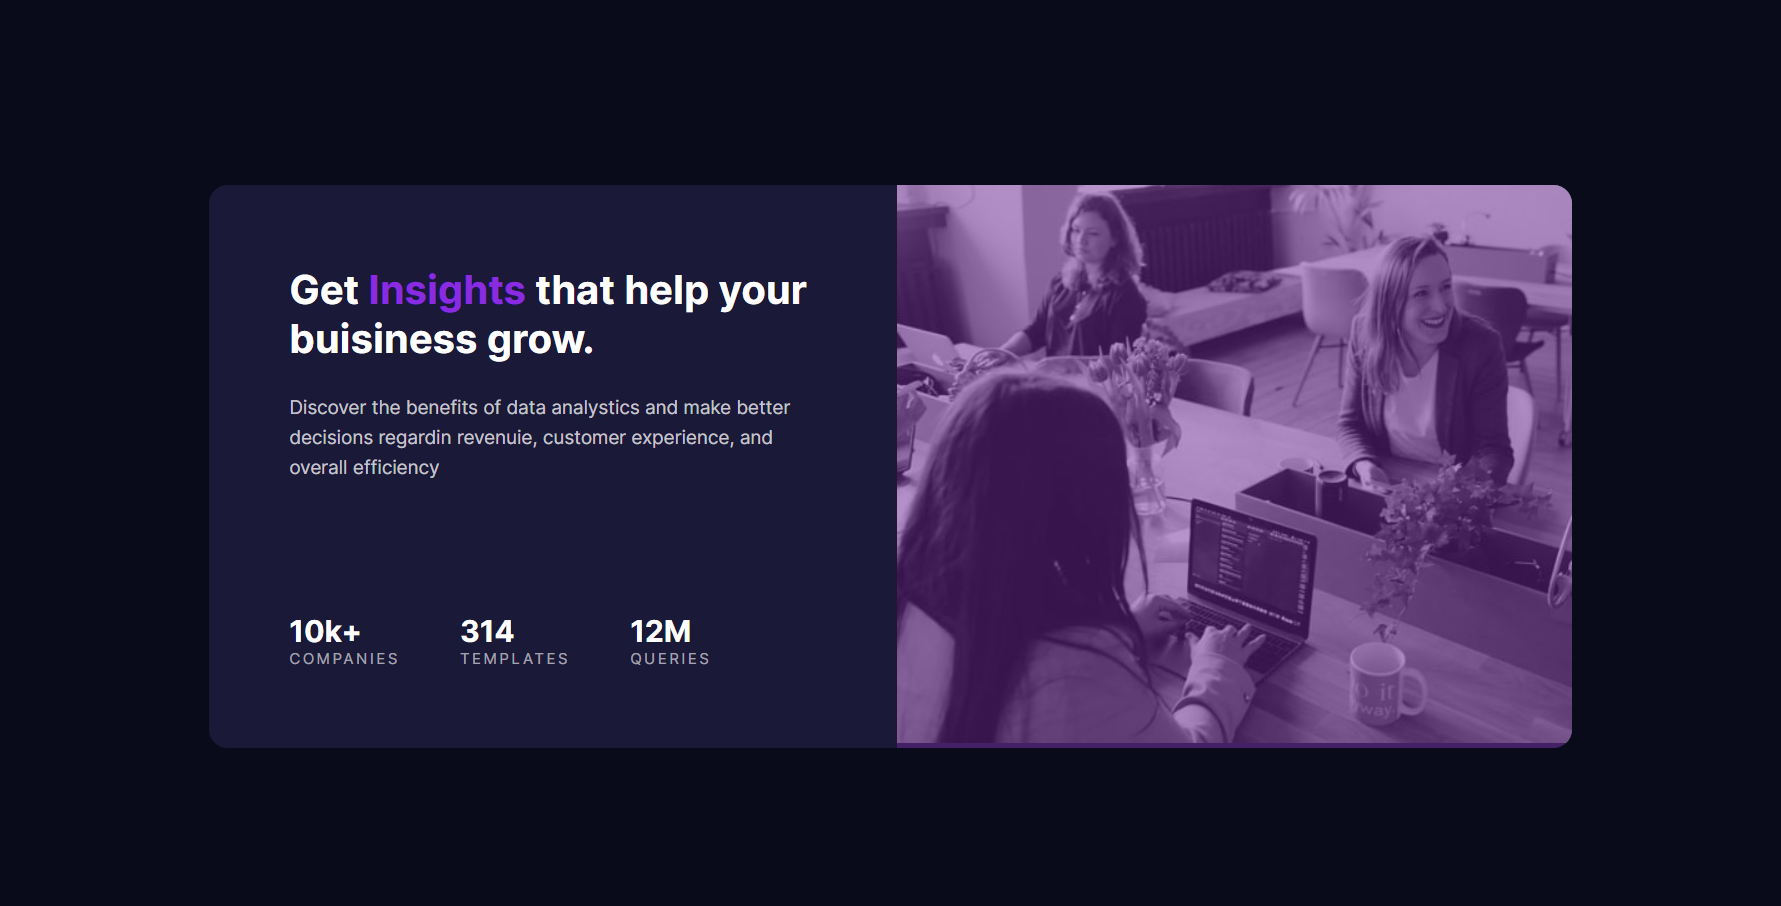 Get Insights that help your
buisiness grow.
Discover the benefits of data analystics and make better
decisions regardin revenuie, customer experience, and
overall efficiency
10k+ 314 12M
COMPANIES TEMPLATES QUERIES